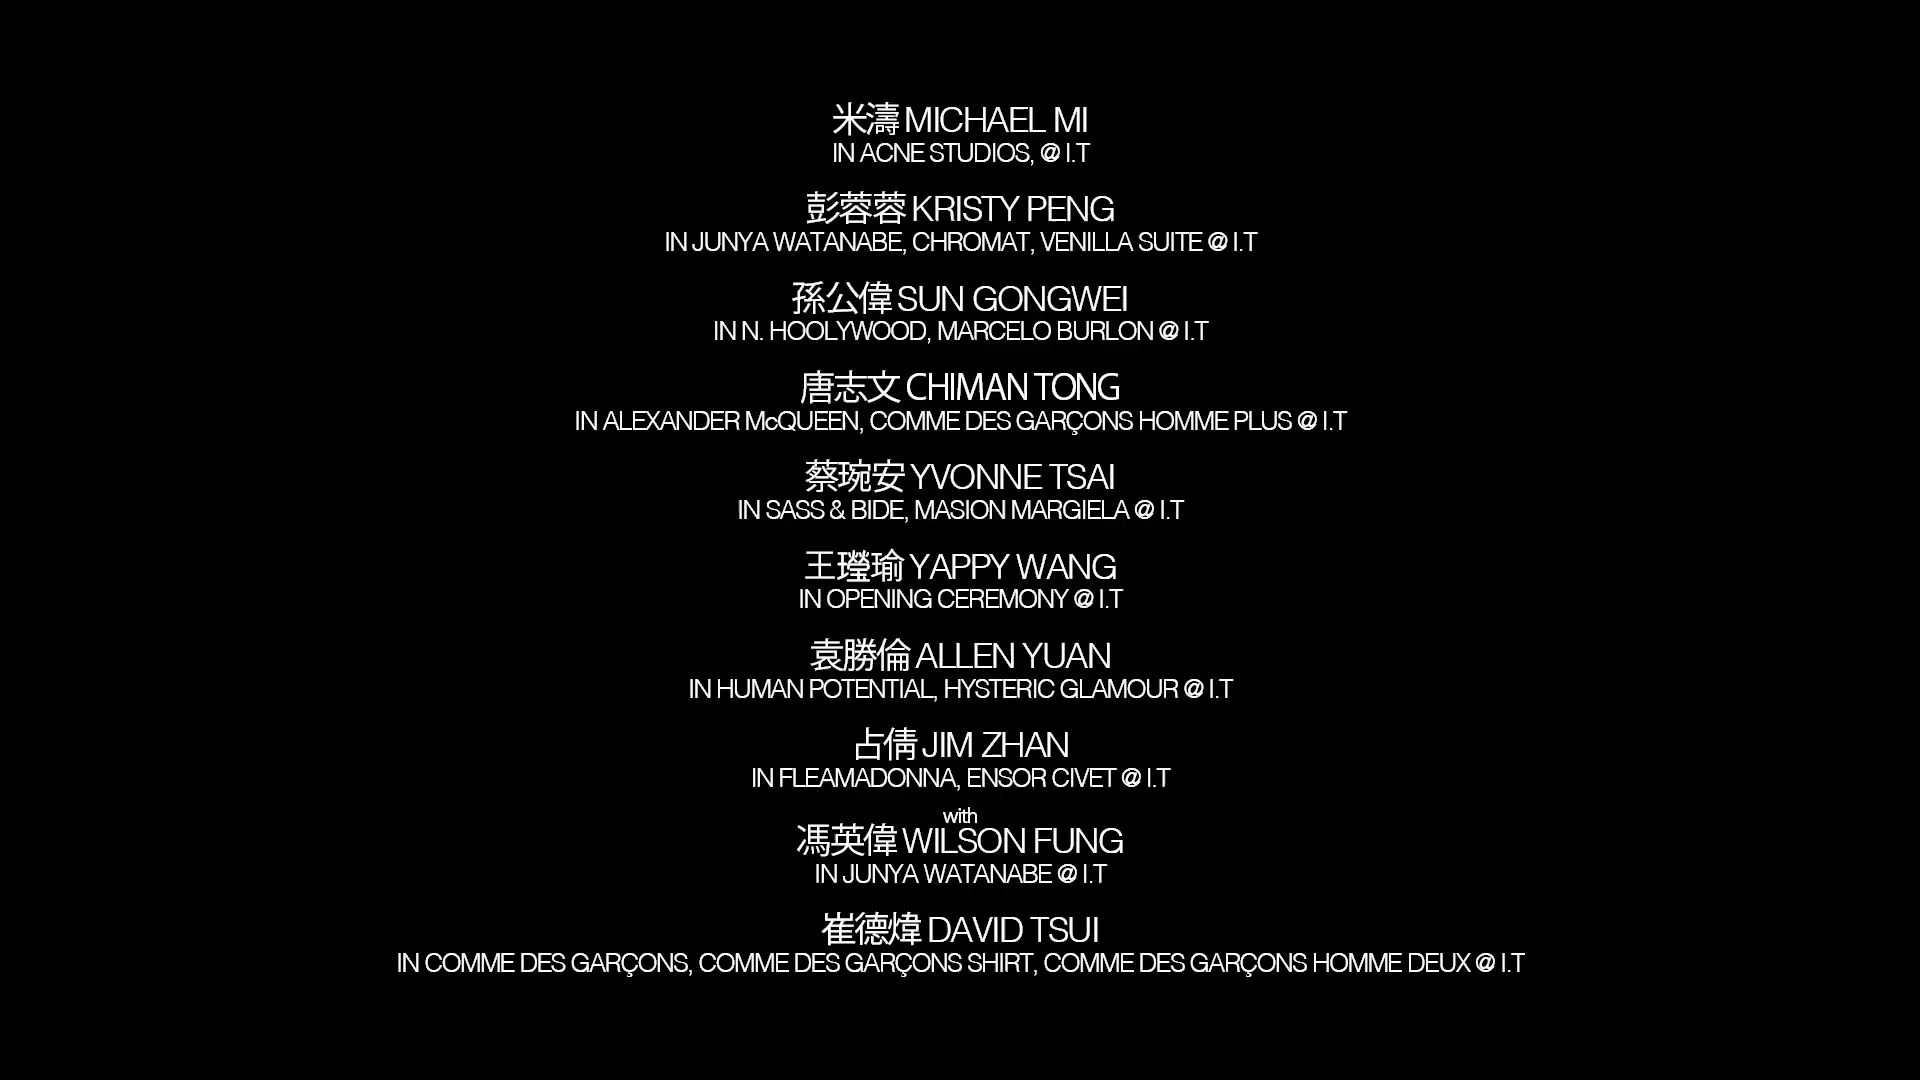 米濤 MICHAEL MI
IN ACNE STUDIOS, @ I.T
彭蓉蓉 KRISTY PENG
IN JUNYA WATANABE, CHROMAT, VENILLA SUITE @ I.T
孫公偉 SUN GONGWEI
IN N. HOOLYWOOD, MARCELO BURLON @ I.T
唐志文 CHIMAN TONG
IN ALEXANDER McQUEEN, COMME DES GARÇONS HOMME PLUS @ I.T
蔡琬安 YVONNE TSAI
IN SASS & BIDE, MASION MARGIELA @ I.T
王瓅瑜 YAPPY WANG
IN OPENING CEREMONY @ I.T
袁勝倫 ALLEN YUAN
IN HUMAN POTENTIAL, HYSTERIC GLAMOUR @ I.T
占倩 JIM ZHAN
IN FLEAMADONNA, ENSOR CIVET @ I.T
with
馮英偉 WILSON FUNG
IN JUNYA WATANABE @ I.T
崔德煒 DAVID TSUI
IN COMME DES GARÇONS, COMME DES GARÇONS SHIRT, COMME DES GARÇONS HOMME DEUX @ I.T